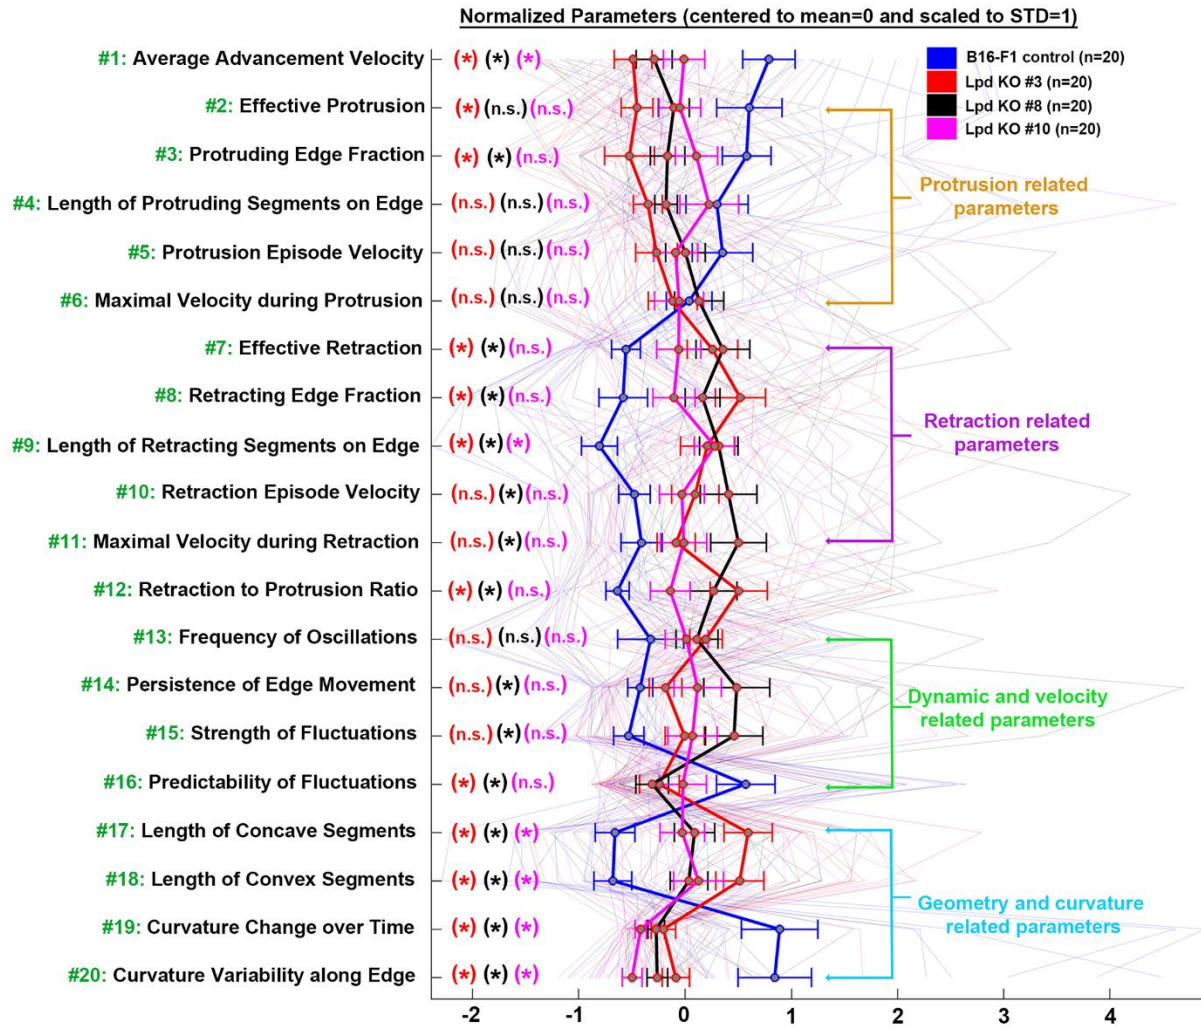 Normalized Parameters (centered to mean=0 and scaled to STD=1)
#1: Average Advancement Velocity (*) (*) (*)
B16-F1 control (n=20)
Lpd KO #3 (n=20)
Lpd KO #8 (n=20)
Lpd KO #10 (n=20)
#2: Effective Protrusion (*) (n.s.) (n.s.)
#3: Protruding Edge Fraction (*) (*) (n.s.)
Protrusion related
parameters
#4: Length of Protruding Segments on Edge (n.s.) (n.s.) (n.s.)
#5: Protrusion Episode Velocity (n.s.) (n.s.) (n.s.)
#6: Maximal Velocity during Protrusion (n.s.) (n.s.) (n.s.)
#7: Effective Retraction (*) (*) (n.s.)
#8: Retracting Edge Fraction (*) (*) (n.s.)
Retraction related
parameters
#9: Length of Retracting Segments on Edge (*) (*) (*)
#10: Retraction Episode Velocity (n.s.) (*) (n.s.)
#11: Maximal Velocity during Retraction (n.s.) (*) (n.s.)
#12: Retraction to Protrusion Ratio (*) (*) (n.s.)
#13: Frequency of Oscillations (n.s.) (n.s.) (n.s.)
#14: Persistence of Edge Movement (n.s.) (*) (n.s.)
Dynamic and velocity
related parameters
#15: Strength of Fluctuations (n.s.) (*) (n.s.)
#16: Predictability of Fluctuations (*) (*) (n.s.)
#17: Length of Concave Segments (*) (*) (*)
#18: Length of Convex Segments (*) (*) (*)
Geometry and curvature
related parameters
#19: Curvature Change over Time (*) (*) (*)
#20: Curvature Variability along Edge (*) (*) (*)
-2 -1 0 1 2 3 4